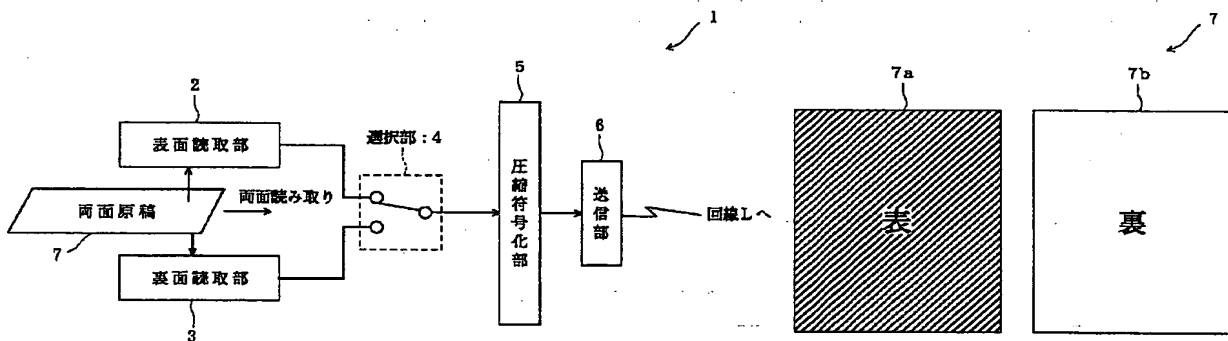 1
7
2
5
7a
7b
表面読取部
選択部：4
6
両面原稿
両面読み取り
圧縮符号化部
送信部
回線Lへ
表
裏
7
裏面読取部
3